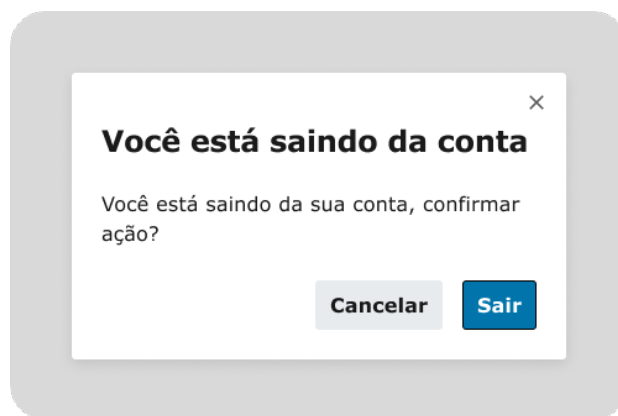 Você está saindo da conta
Você está saindo da sua conta, confirmar
ação?
Cancelar
Sair